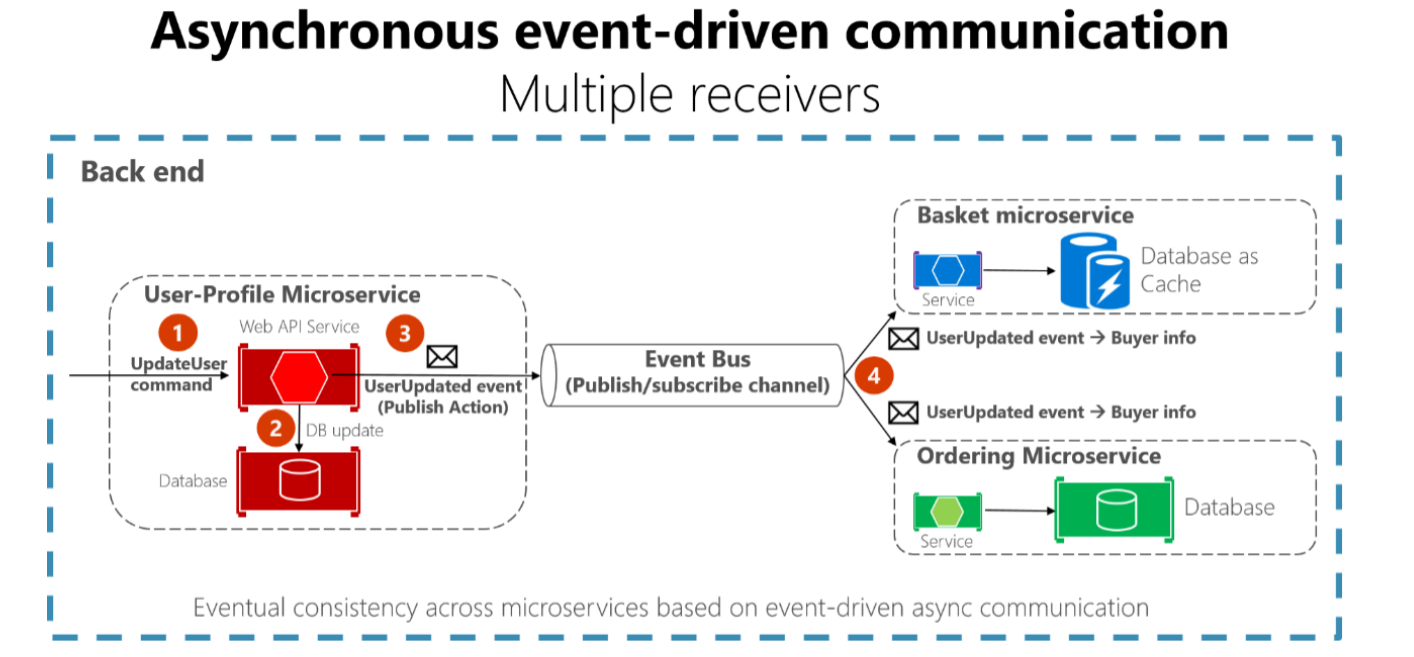 Asynchronous event-driven communication
Multiple receivers
Back end
User-Profile Microservice
1
Web API Service
3
UpdateUser
command
UserUpdated event
(Publish Action)
2
DB update
Database
Event Bus
(Publish/subscribe channel)
4
Basket microservice
Service
Database as
Cache
UserUpdated event → Buyer info
UserUpdated event → Buyer info
Ordering Microservice
Service
Database
Eventual consistency across microservices based on event-driven async communication